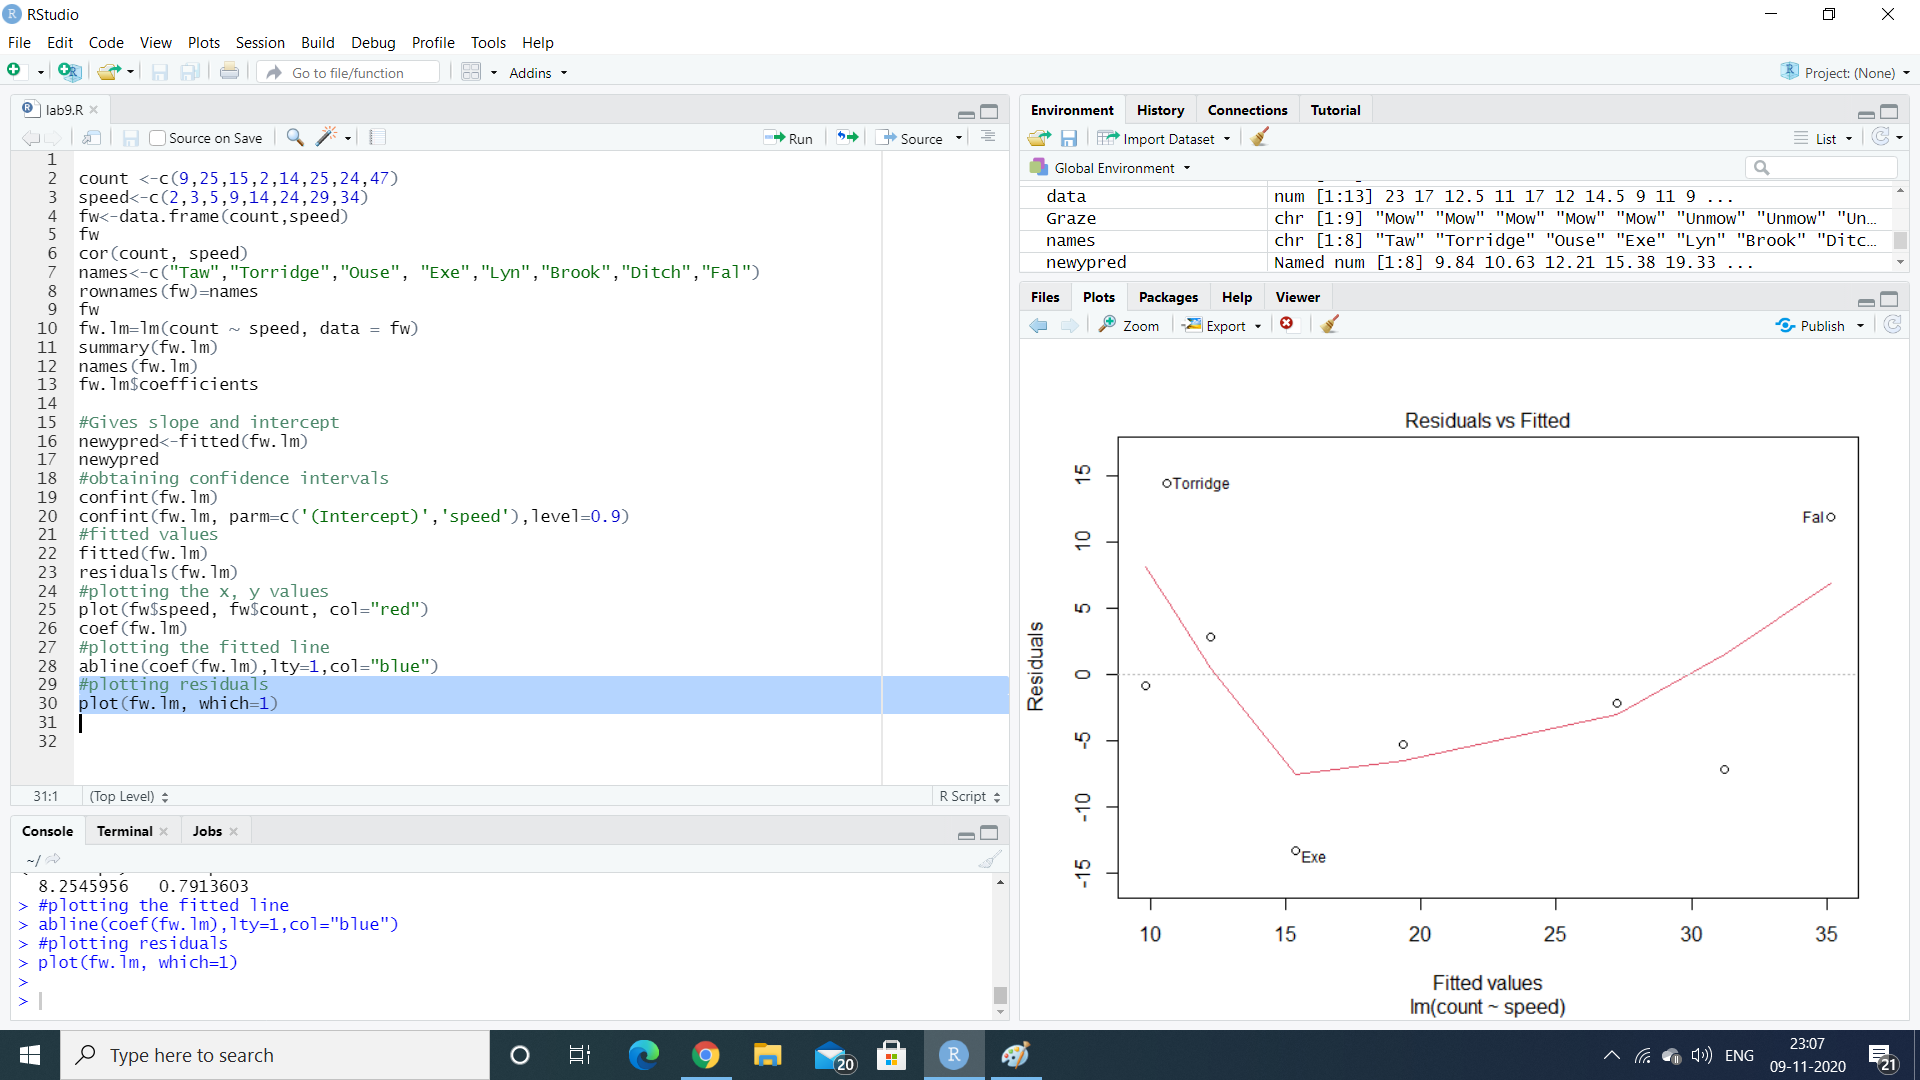 RStudio
File Edit Code View Plots Session Build Debug Profile Tools Help
Go to file/function Addins Project: (None)
lab9.R
Source on Save Run Source
1
2 count <-c(9,25,15,2,14,25,24,47)
3 speed<-c(2,3,5,9,14,24,29,34)
4 fw<-data.frame(count,speed)
5 fw
6 cor(count, speed)
7 names<-c("Taw","Torridge","Ouse", "Exe","Lyn","Brook","Ditch","Fal")
8 rownames(fw)=names
9 fw
10 fw.lm=lm(count ~ speed, data = fw)
11 summary(fw.lm)
12 names(fw.lm)
13 fw.lm$coefficients
14
15 #Gives slope and intercept
16 newypred<-fitted(fw.lm)
17 newypred
18 #obtaining confidence intervals
19 confint(fw.lm)
20 confint(fw.lm, parm=c('(Intercept)','speed'),level=0.9)
21 #fitted values
22 fitted(fw.lm)
23 residuals(fw.lm)
24 #plotting the x, y values
25 plot(fw$speed, fw$count, col="red")
26 coef(fw.lm)
27 #plotting the fitted line
28 abline(coef(fw.lm),lty=1,col="blue")
29 #plotting residuals
30 plot(fw.lm, which=1)
31
32
31:1 (Top Level) R Script
Console Terminal Jobs
~/
8.2545956 0.7913603
> #plotting the fitted line
> abline(coef(fw.lm),lty=1,col="blue")
> #plotting residuals
> plot(fw.lm, which=1)
>
>
Environment History Connections Tutorial
Import Dataset List
Global Environment
data num [1:13] 23 17 12.5 11 17 12 14.5 9 11 9 ...
Graze chr [1:9] "Mow" "Mow" "Mow" "Mow" "Mow" "Unmow" "Unmow" "Un...
names chr [1:8] "Taw" "Torridge" "Ouse" "Exe" "Lyn" "Brook" "Ditc...
newypred Named num [1:8] 9.84 10.63 12.21 15.38 19.33 ...
Files Plots Packages Help Viewer
Zoom Export Publish
Residuals vs Fitted
Torridge
Fal
Exe
Residuals
15
10
5
0
-5
-10
-15
10 15 20 25 30 35
Fitted values
lm(count ~ speed)
Type here to search
20
R
ENG
23:07
09-11-2020
21